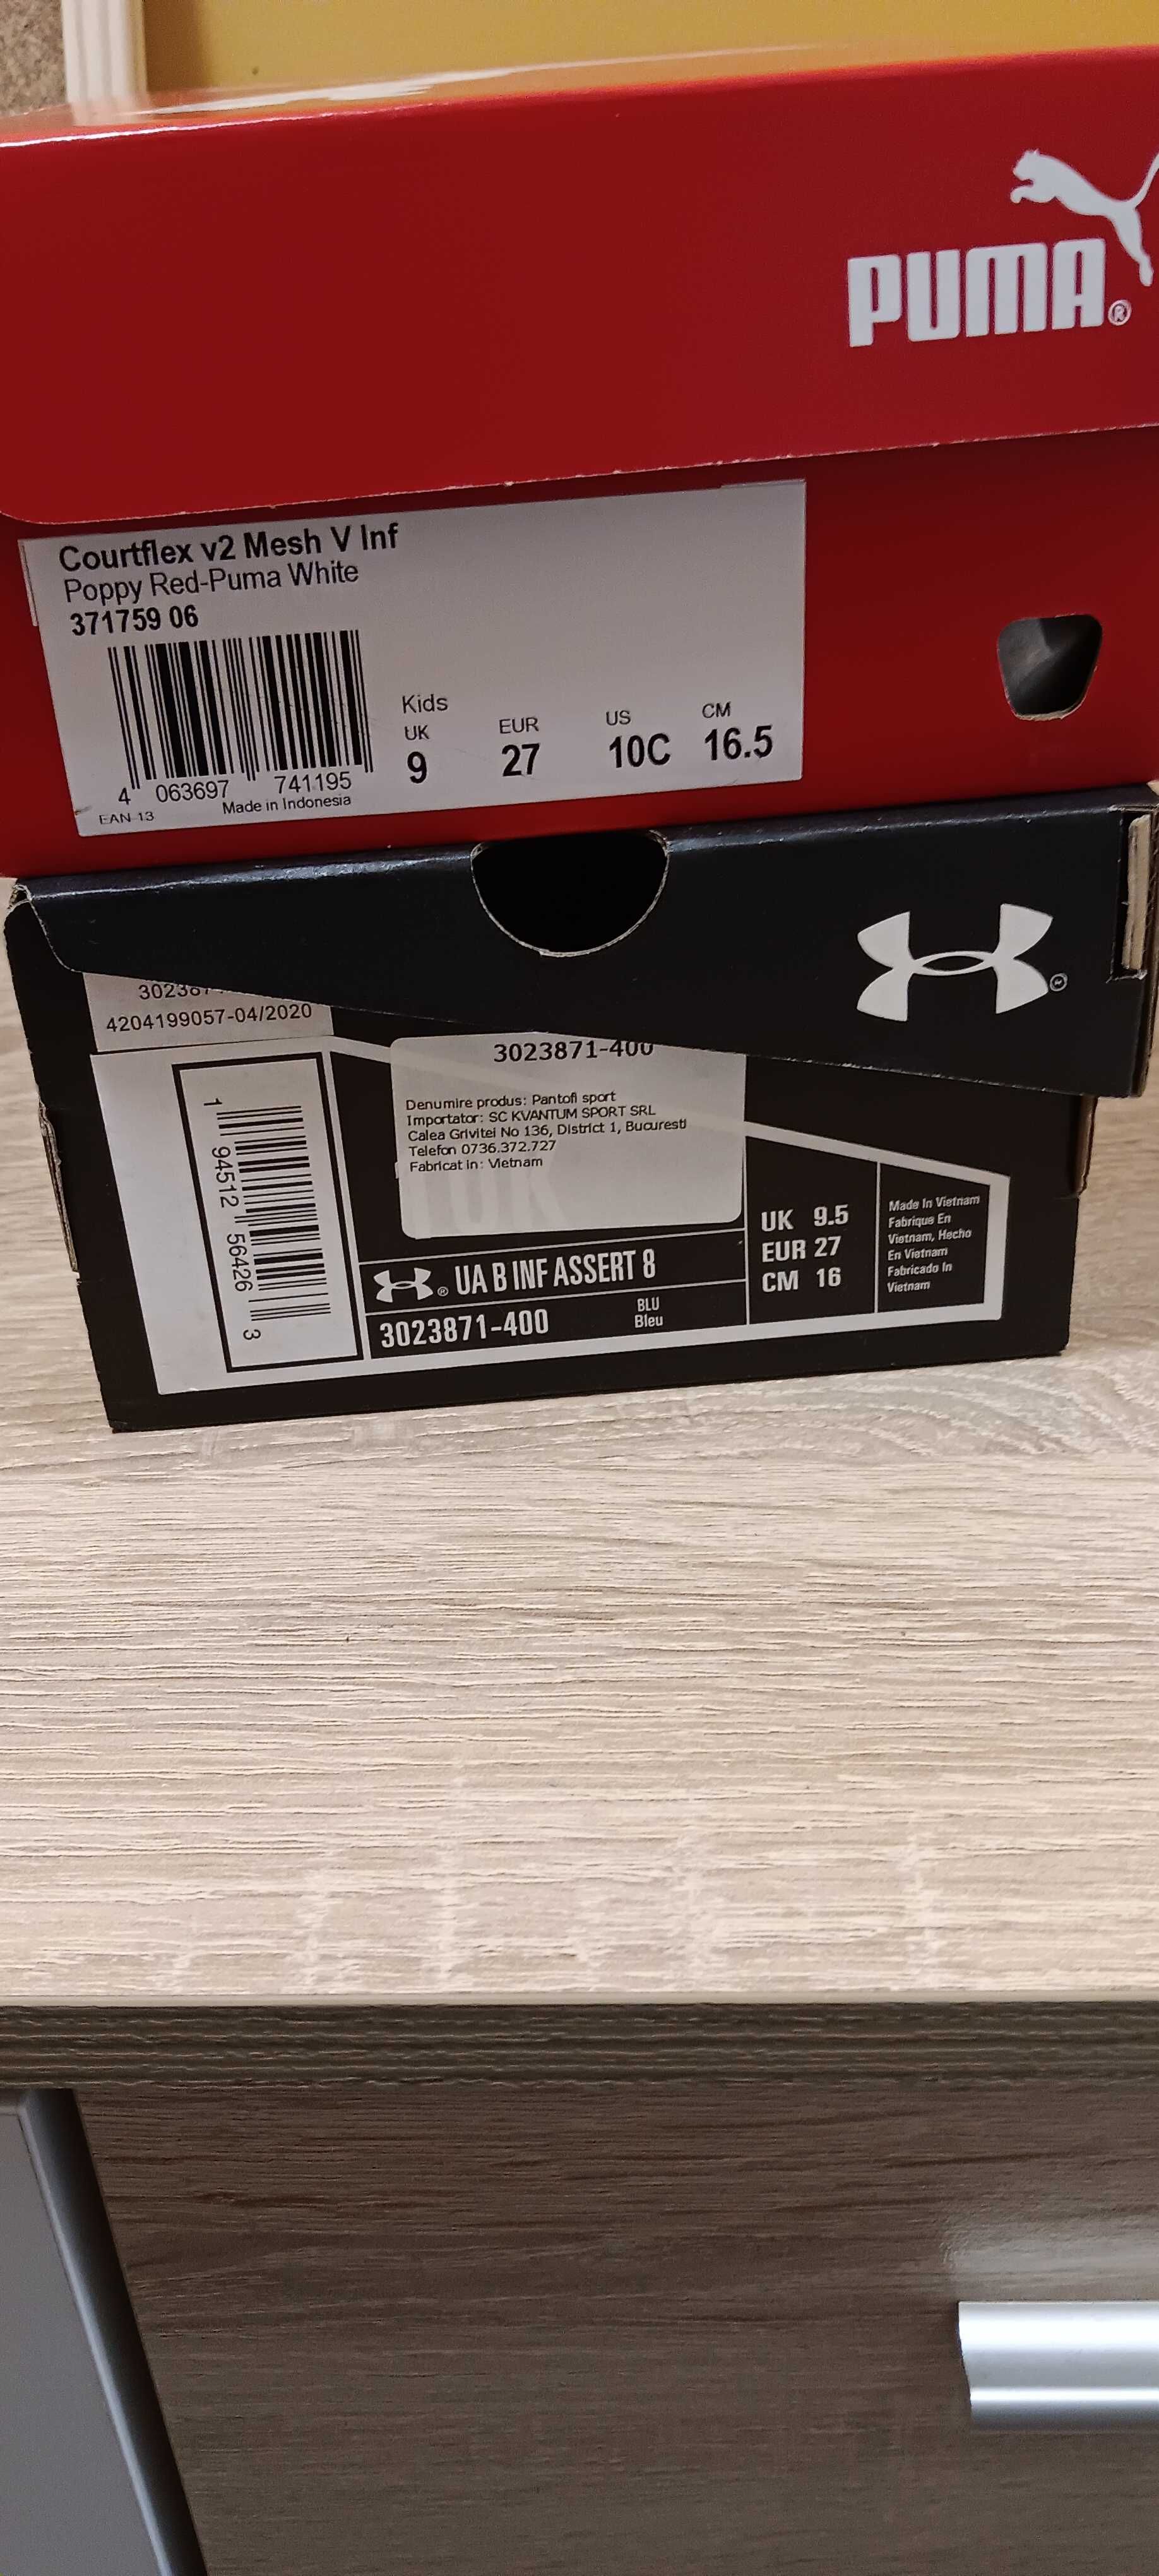 PUMA®
Courtflex v2 Mesh V Inf
Poppy Red-Puma White
371759 06
Kids
UK EUR US CM
9 27 10C 16.5
4 063697 741195
EAN-13 Made in Indonesia
4204199057-04/2020
3023871-400
Denumire produs: Pantofi sport
Importator: SC KVANTUM SPORT SRL
Calea Grivitei No 136, District 1, Bucuresti
Telefon 0736.372.727
Fabricat in: Vietnam
1 94512 56426 3
® UA B INF ASSERT 8
3023871-400
BLU
Bleu
UK 9.5
EUR 27
CM 16
Made In Vietnam
Fabrique En
Vietnam, Hecho
En Vietnam
Fabricado In
Vietnam